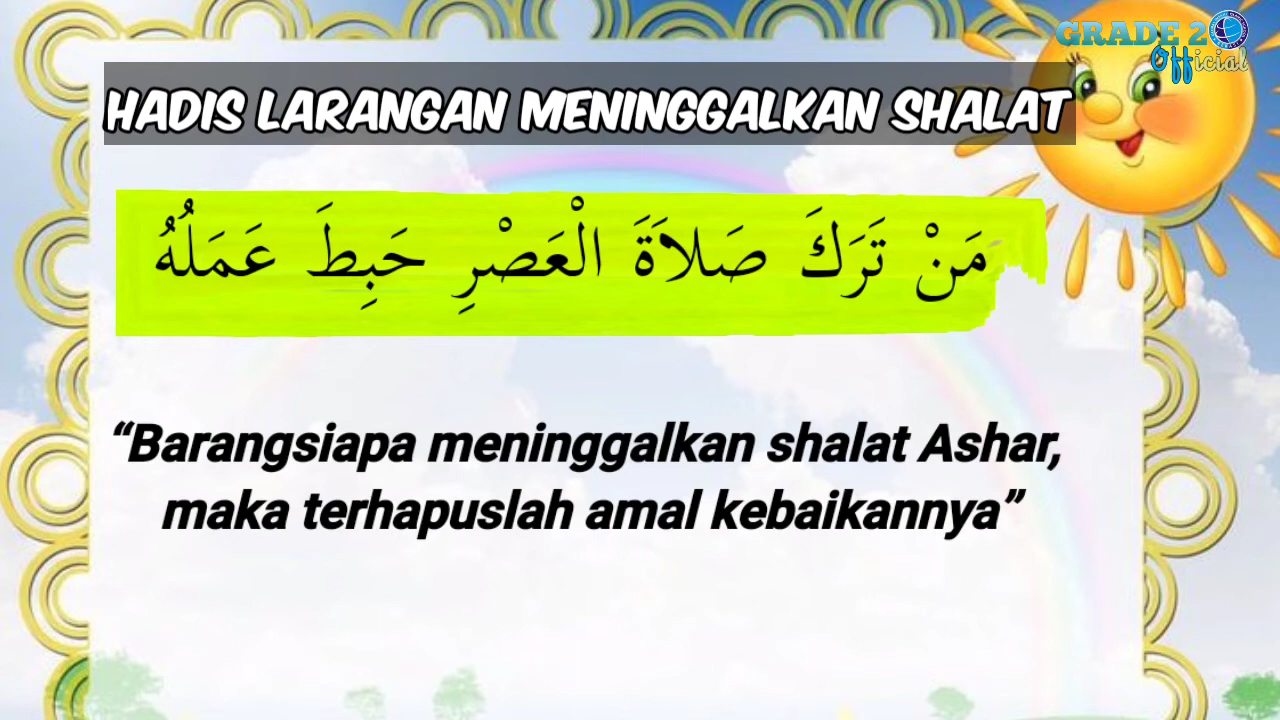 GRADE 2
Official
HADIS LARANGAN MENINGGALKAN SHALAT
مَنْ تَرَكَ صَلاَةَ الْعَصْرِ حَبِطَ عَمَلُهُ
“Barangsiapa meninggalkan shalat Ashar,
maka terhapuslah amal kebaikannya”